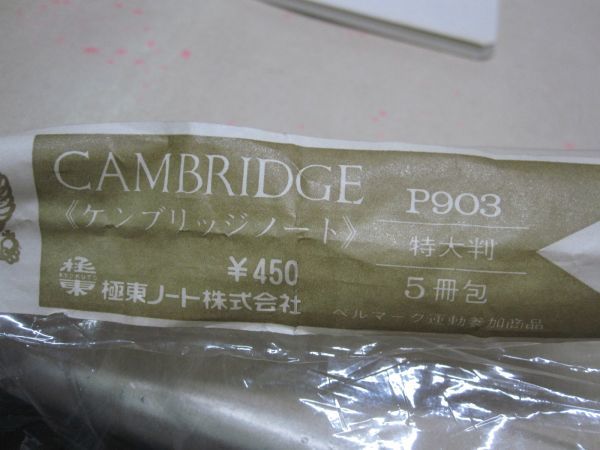 CAMBRIDGE
《ケンブリッジノート》
¥450
極東
極東ノート株式会社
P903
特大判
5冊包
ベルマーク運動参加商品